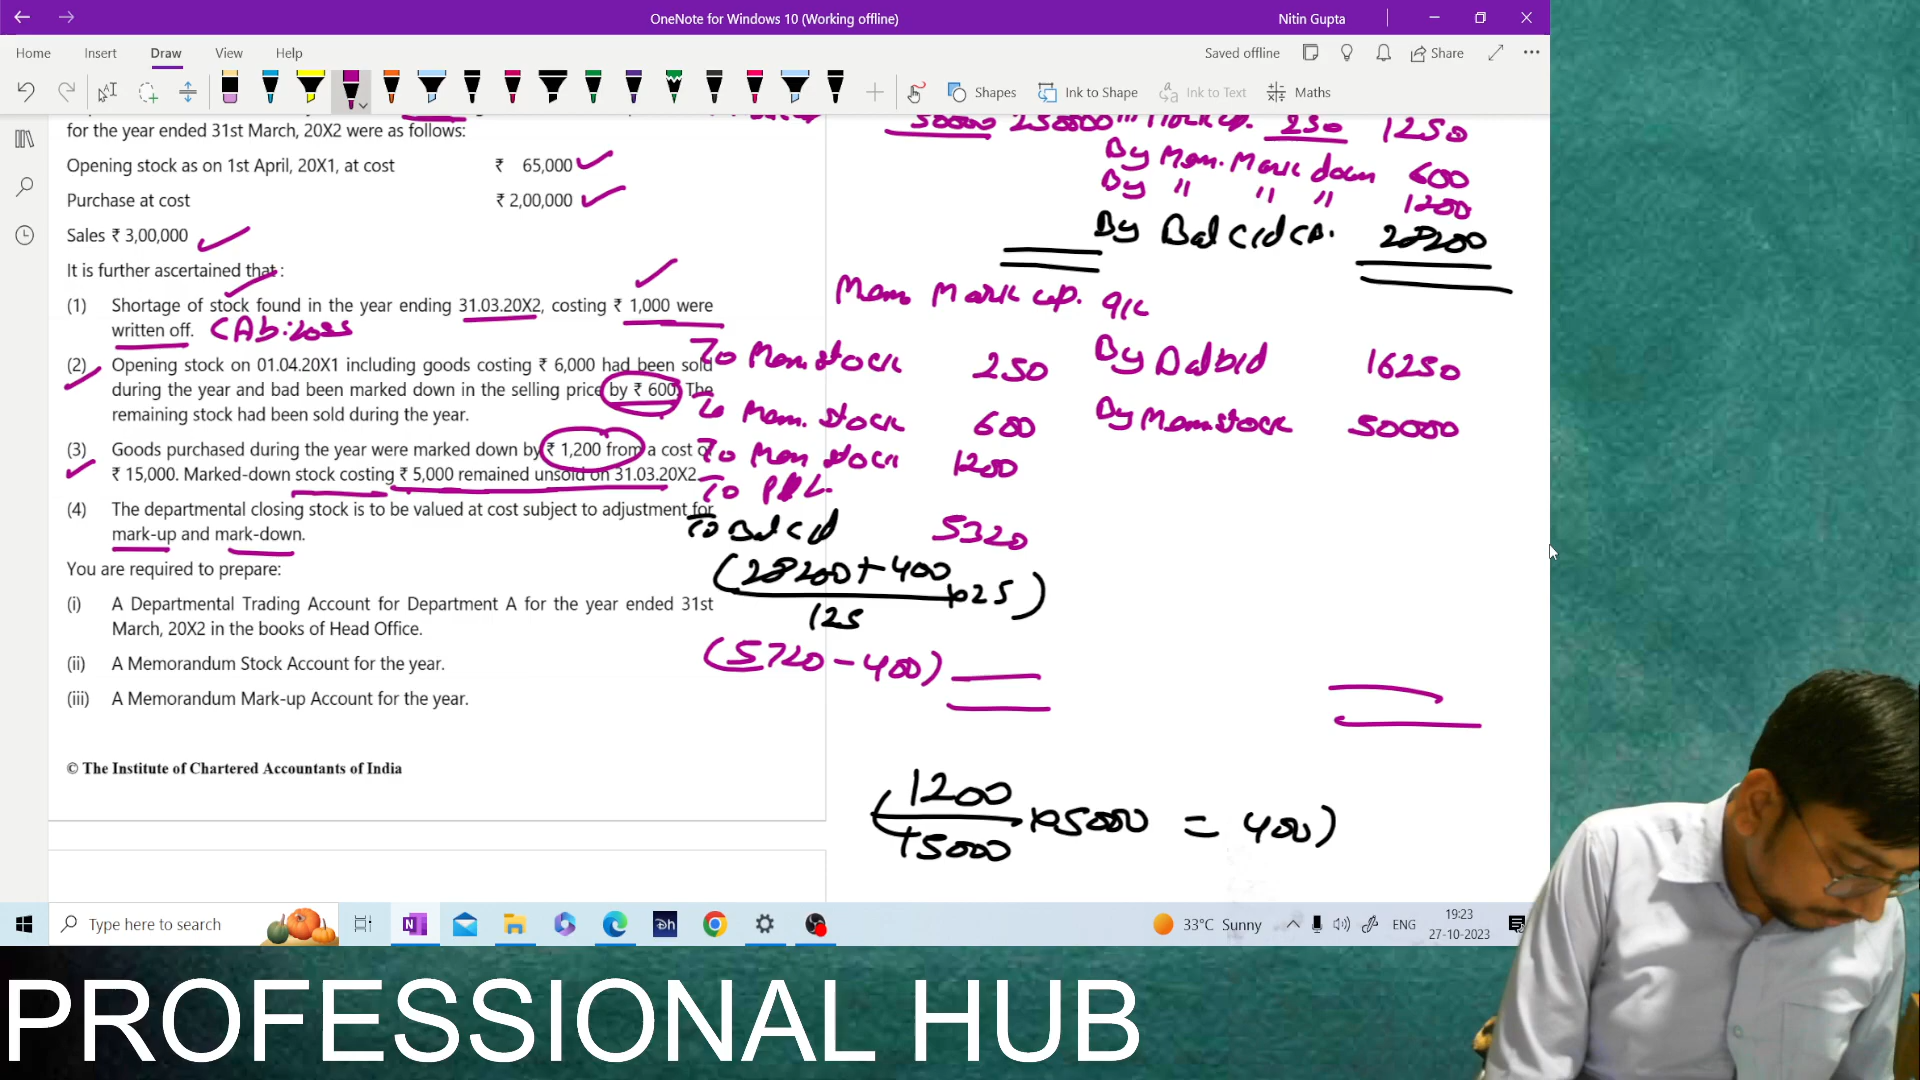 OneNote for Windows 10 (Working offline)
Nitin Gupta
Home Insert Draw View Help
Saved offline Share
Shapes Ink to Shape Ink to Text Maths
for the year ended 31st March, 20X2 were as follows:
Opening stock as on 1st April, 20X1, at cost ₹ 65,000
Purchase at cost ₹ 2,00,000
Sales ₹ 3,00,000
It is further ascertained that :
(1) Shortage of stock found in the year ending 31.03.20X2, costing ₹ 1,000 were
written off. (Ab. Loss
(2) Opening stock on 01.04.20X1 including goods costing ₹ 6,000 had been sold
during the year and bad been marked down in the selling price by ₹ 600. The
remaining stock had been sold during the year.
(3) Goods purchased during the year were marked down by ₹ 1,200 from a cost of
₹ 15,000. Marked-down stock costing ₹ 5,000 remained unsold on 31.03.20X2.
(4) The departmental closing stock is to be valued at cost subject to adjustment for
mark-up and mark-down.
You are required to prepare:
(i) A Departmental Trading Account for Department A for the year ended 31st
March, 20X2 in the books of Head Office.
(ii) A Memorandum Stock Account for the year.
(iii) A Memorandum Mark-up Account for the year.
© The Institute of Chartered Accountants of India
50000 250000 250 1250
By Mem. Mark down 600
By " " " 1200
By Bal c/d 28200
Mem Mark up. a/c
To Mem. stock 250 By Bal b/d 16250
To Mem. stock 600 By Mem stock 50000
To Mem stock 1200
To P&L
To Bal c/d 5320
(28200 + 400
125
× 25)
(5720 - 400)
(1200
15000
× 5000 = 400)
Type here to search
33°C Sunny
ENG
19:23
27-10-2023
PROFESSIONAL HUB